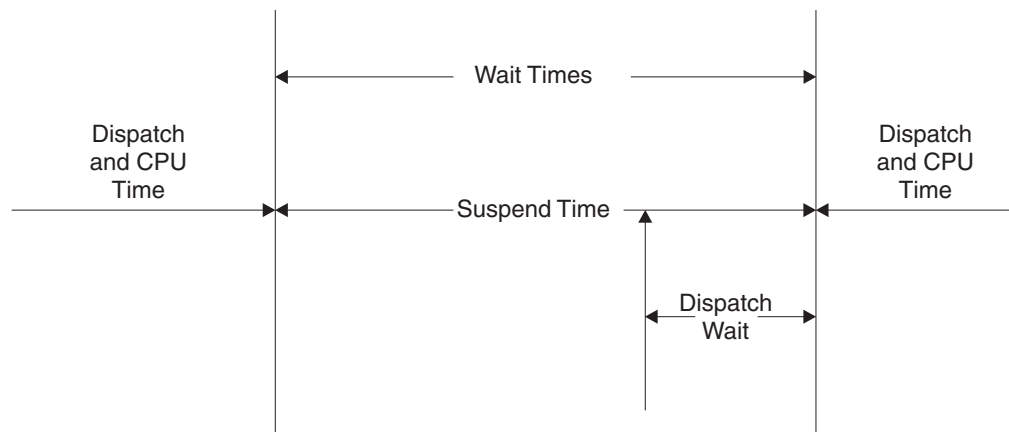 Wait Times
Dispatch
and CPU
Time
Dispatch
and CPU
Time
Suspend Time
Dispatch
Wait